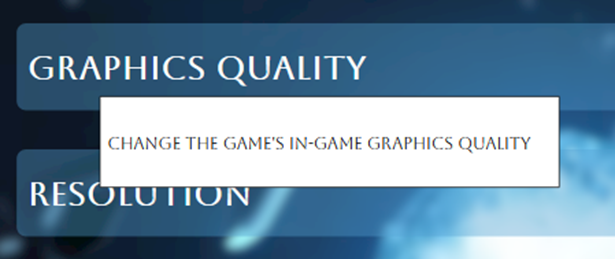 GRAPHICS QUALITY
CHANGE THE GAME'S IN-GAME GRAPHICS QUALITY
RESOLUTION